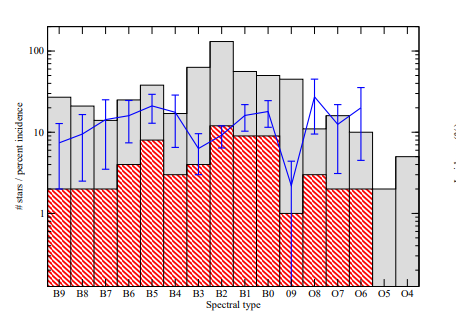 # stars / percent incidence
100
10
1
B9 B8 B7 B6 B5 B4 B3 B2 B1 B0 09 O8 O7 O6 O5 O4
Spectral type